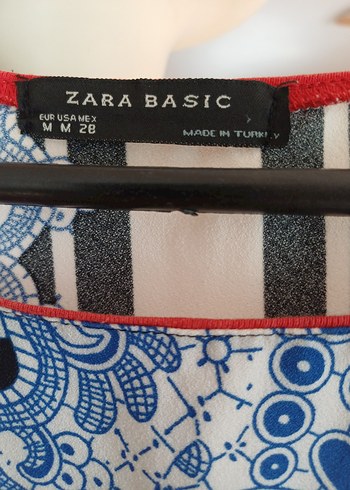 ZARA BASIC
EUR USA MEX
M M 28
MADE IN TURKEY